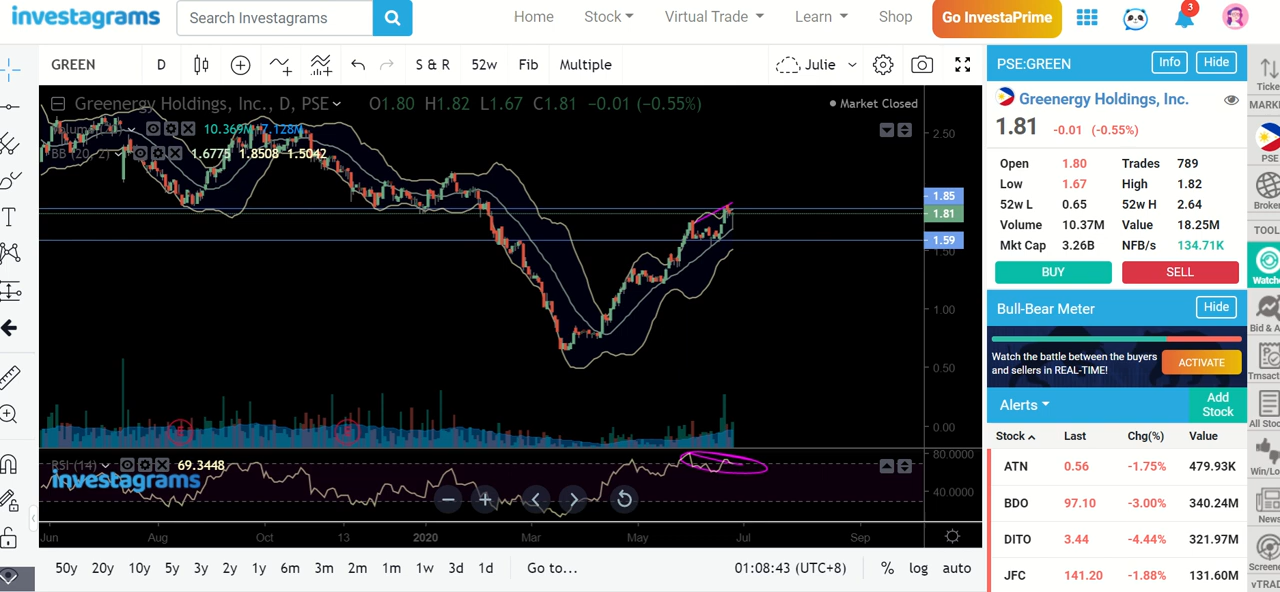 investagrams
Search Investagrams
Home
Stock
Virtual Trade
Learn
Shop
Go InvestaPrime
3
GREEN
D
S & R
52w
Fib
Multiple
Julie
Greenergy Holdings, Inc., D, PSE
O1.80 H1.82 L1.67 C1.81 −0.01 (−0.55%)
Market Closed
10.369M 7.128M
BB (20, 2)
1.6775 1.8508 1.5042
2.50
1.85
1.81
1.59
1.50
1.00
0.50
0.00
RSI (14)
69.3448
investagrams
80.0000
40.0000
Jun
Aug
Oct
13
2020
Mar
May
Jul
Sep
50y
20y
10y
5y
3y
2y
1y
6m
3m
2m
1m
1w
3d
1d
Go to...
01:08:43 (UTC+8)
%
log
auto
PSE:GREEN
Info
Hide
Greenergy Holdings, Inc.
1.81 -0.01 (-0.55%)
Open 1.80 Trades 789
Low 1.67 High 1.82
52w L 0.65 52w H 2.64
Volume 10.37M Value 18.25M
Mkt Cap 3.26B NFB/s 134.71K
BUY
SELL
Bull-Bear Meter
Hide
Watch the battle between the buyers
and sellers in REAL-TIME!
ACTIVATE
Alerts
Add
Stock
Stock Last Chg(%) Value
ATN 0.56 -1.75% 479.93K
BDO 97.10 -3.00% 340.24M
DITO 3.44 -4.44% 321.97M
JFC 141.20 -1.88% 131.60M
PSE